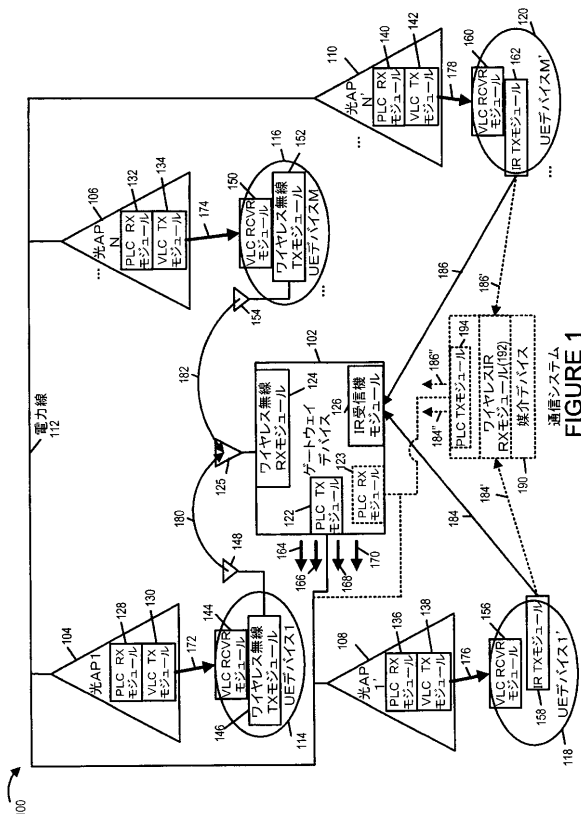 100
電力線
112
104
光AP1
PLC RX
モジュール
128
VLC TX
モジュール
130
172
VLC RCVR
モジュール
144
ワイヤレス無線
TXモジュール
146
UEデバイス1
114
148
180
125
182
154
106
光AP
N
...
PLC RX
モジュール
132
VLC TX
モジュール
134
174
VLC RCVR
モジュール
150
ワイヤレス無線
TXモジュール
152
UEデバイスM
...
116
110
光AP
N'
...
PLC RX
モジュール
140
VLC TX
モジュール
142
178
VLC RCVR
モジュール
160
IR TXモジュール
162
UEデバイスM'
...
120
102
ワイヤレス無線
RXモジュール
124
ゲートウェイ
デバイス
IR受信機
モジュール
126
PLC TX
モジュール
122
PLC RX
モジュール
123
164
166
168
170
108
光AP
1'
PLC RX
モジュール
136
VLC TX
モジュール
138
176
VLC RCVR
モジュール
156
IR TXモジュール
158
UEデバイス1'
118
184
184'
184''
186
186'
186''
PLC TXモジュール
194
ワイヤレスIR
RXモジュール(192)
媒介デバイス
190
通信システム
FIGURE 1